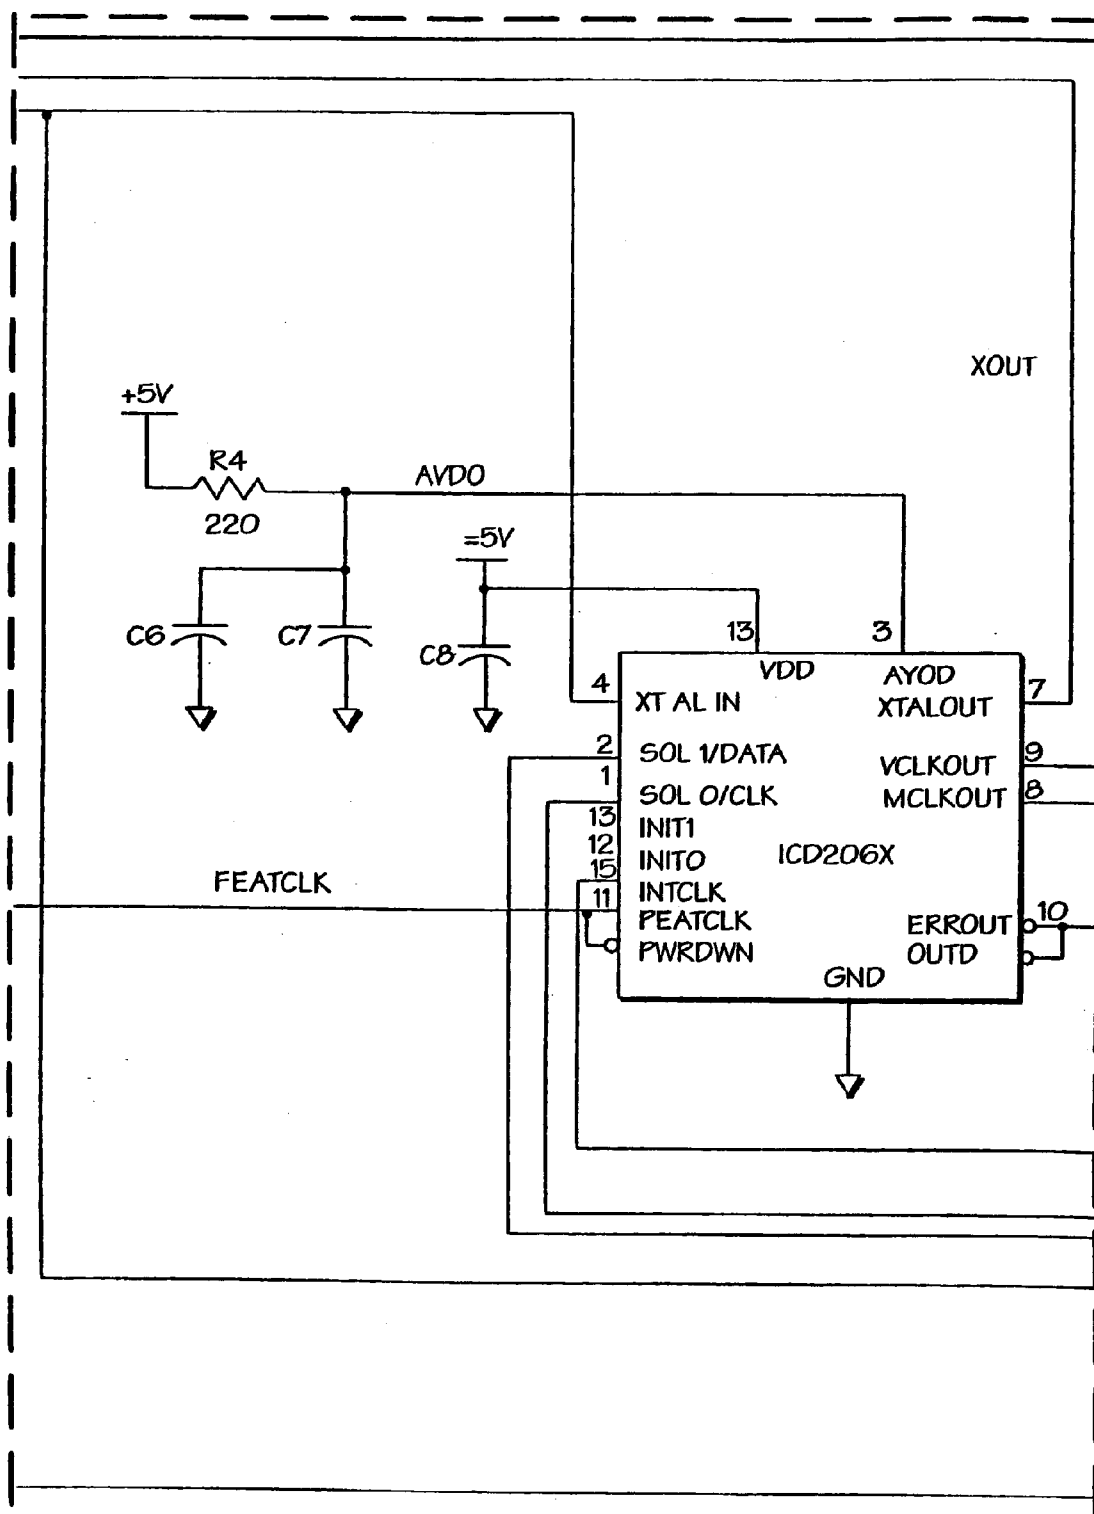 XOUT
+5V
R4
AVDO
220
=5V
C6
C7
C8
13
3
VDD
AYOD
4
XT AL IN
XTALOUT
7
2
SOL 1/DATA
VCLKOUT
9
1
SOL O/CLK
MCLKOUT
8
13
INIT1
12
INITO
ICD206X
15
INTCLK
FEATCLK
11
PEATCLK
ERROUT
10
PWRDWN
OUTD
GND